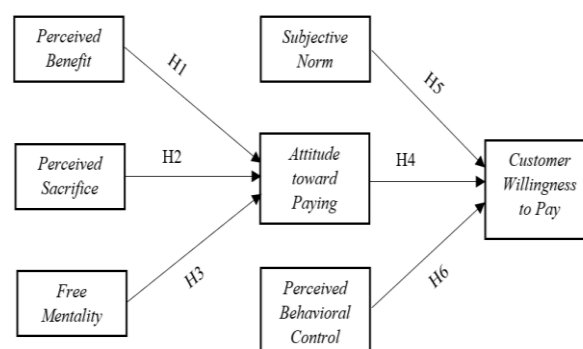 Perceived
Benefit
Subjective
Norm
H1
H5
Perceived
Sacrifice
H2
Attitude
toward
Paying
H4
Customer
Willingness
to Pay
H3
H6
Free
Mentality
Perceived
Behavioral
Control